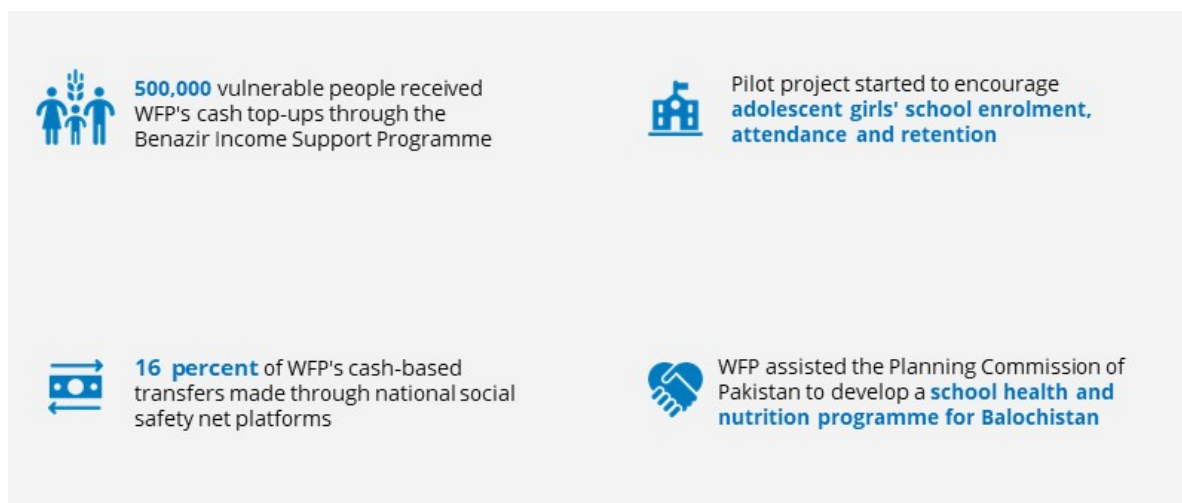 500,000 vulnerable people received
WFP's cash top-ups through the
Benazir Income Support Programme
Pilot project started to encourage
adolescent girls' school enrolment,
attendance and retention
16 percent of WFP's cash-based
transfers made through national social
safety net platforms
WFP assisted the Planning Commission of
Pakistan to develop a school health and
nutrition programme for Balochistan